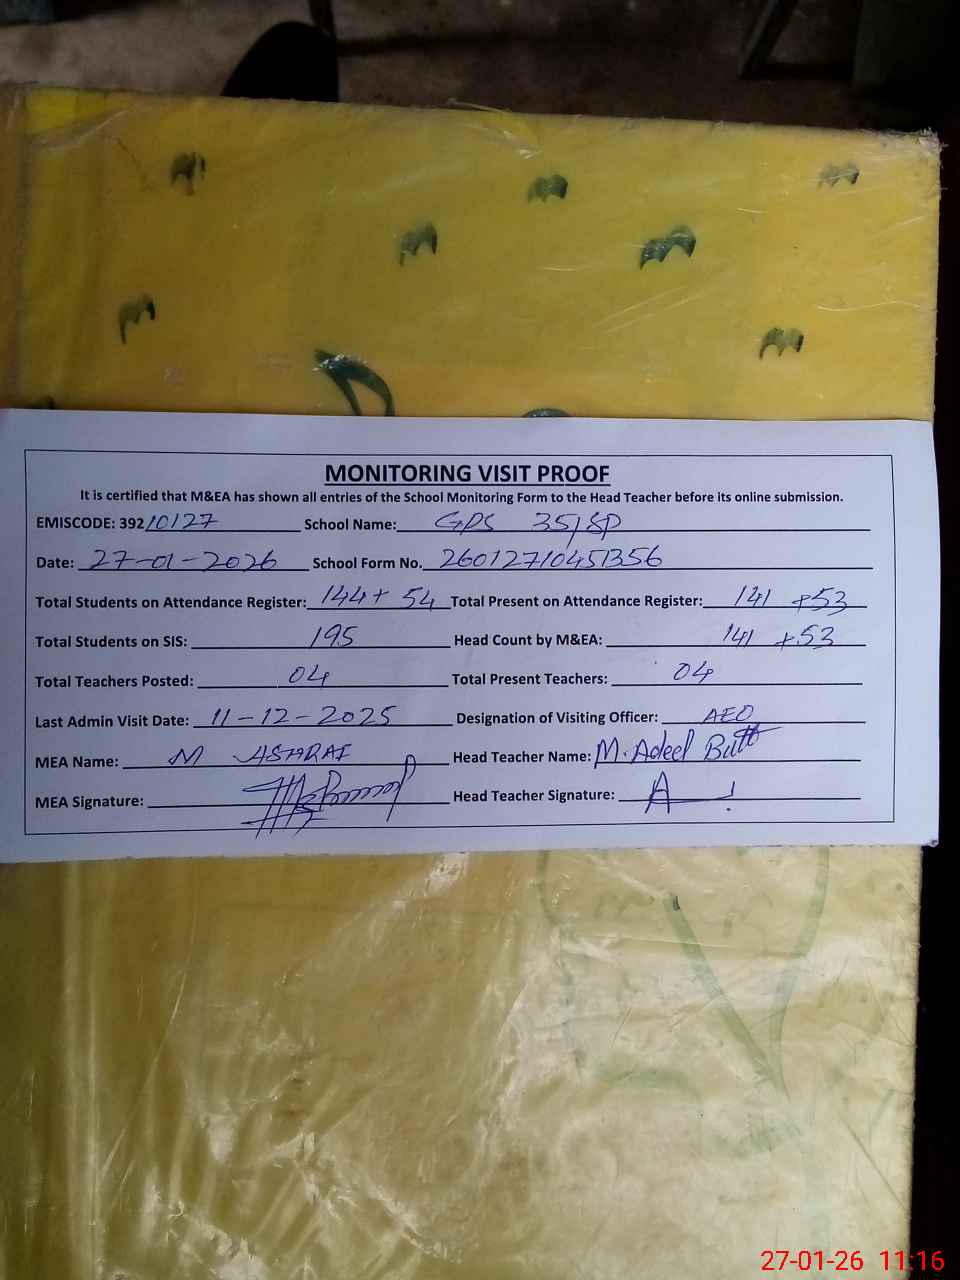 MONITORING VISIT PROOF
It is certified that M&EA has shown all entries of the School Monitoring Form to the Head Teacher before its online submission.
EMISCODE: 39210127 School Name: GPS 35/SP
Date: 27-01-2026 School Form No. 26012710451356
Total Students on Attendance Register: 144+ 54 Total Present on Attendance Register: 141 +53
Total Students on SIS: 195 Head Count by M&EA: 141 +53
Total Teachers Posted: 04 Total Present Teachers: 04
Last Admin Visit Date: 11-12-2025 Designation of Visiting Officer: AEO
MEA Name: M Head Teacher Name: M. Adeel Butt
MEA Signature: Head Teacher Signature:
27-01-26 11:16